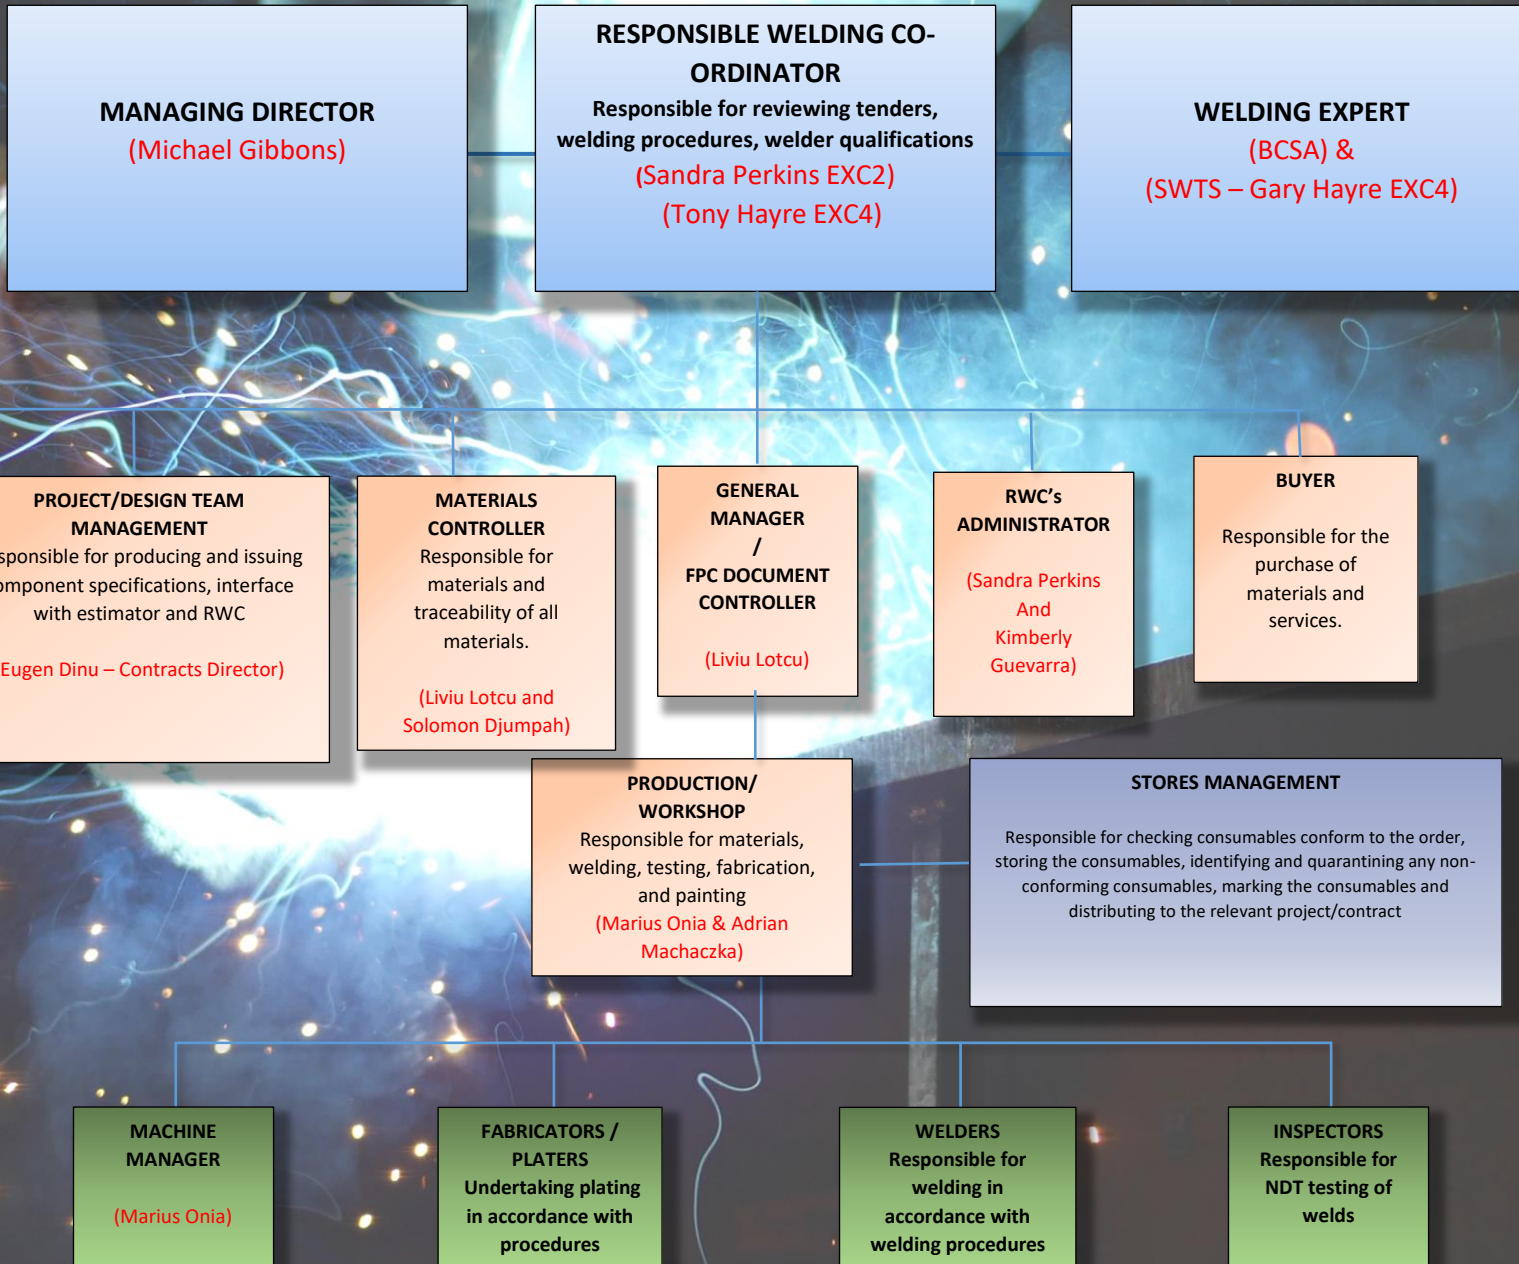 MANAGING DIRECTOR
(Michael Gibbons)
RESPONSIBLE WELDING CO-
ORDINATOR
Responsible for reviewing tenders,
welding procedures, welder qualifications
(Sandra Perkins EXC2)
(Tony Hayre EXC4)
WELDING EXPERT
(BCSA) &
(SWTS – Gary Hayre EXC4)
PROJECT/DESIGN TEAM
MANAGEMENT
sponsible for producing and issuing
omponent specifications, interface
with estimator and RWC
Eugen Dinu – Contracts Director)
MATERIALS
CONTROLLER
Responsible for
materials and
traceability of all
materials.
(Liviu Lotcu and
Solomon Djumpah)
GENERAL
MANAGER
/
FPC DOCUMENT
CONTROLLER
(Liviu Lotcu)
RWC’s
ADMINISTRATOR
(Sandra Perkins
And
Kimberly
Guevarra)
BUYER
Responsible for the
purchase of
materials and
services.
PRODUCTION/
WORKSHOP
Responsible for materials,
welding, testing, fabrication,
and painting
(Marius Onia & Adrian
Machaczka)
STORES MANAGEMENT
Responsible for checking consumables conform to the order,
storing the consumables, identifying and quarantining any non-
conforming consumables, marking the consumables and
distributing to the relevant project/contract
MACHINE
MANAGER
(Marius Onia)
FABRICATORS /
PLATERS
Undertaking plating
in accordance with
procedures
WELDERS
Responsible for
welding in
accordance with
welding procedures
INSPECTORS
Responsible for
NDT testing of
welds